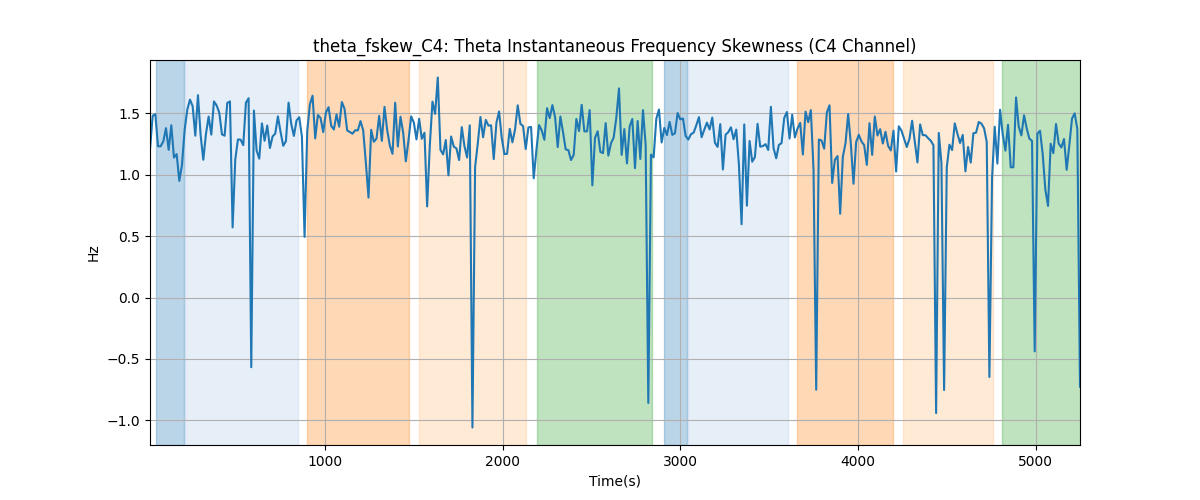 theta_fskew_C4: Theta Instantaneous Frequency Skewness (C4 Channel)
1.5
1.0
0.5
0.0
−0.5
−1.0
Hz
1000 2000 3000 4000 5000
Time(s)